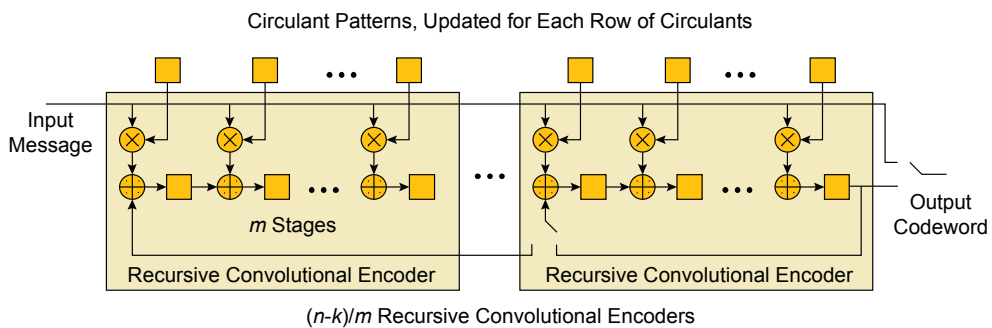 Circulant Patterns, Updated for Each Row of Circulants
Input
Message
m Stages
Output
Codeword
Recursive Convolutional Encoder
Recursive Convolutional Encoder
(n-k)/m Recursive Convolutional Encoders